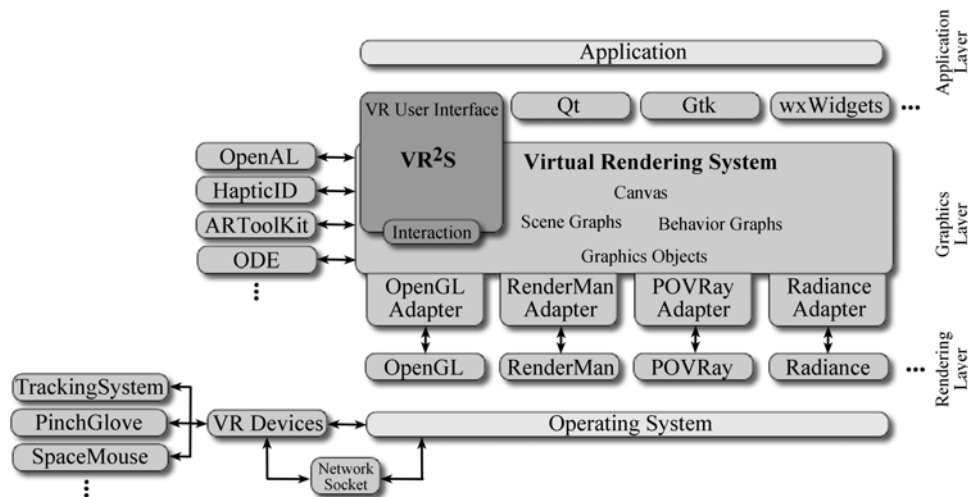 Application
Application
Layer
VR User Interface
Qt
Gtk
wxWidgets
...
OpenAL
VR²S
Virtual Rendering System
HapticID
Canvas
Scene Graphs
Behavior Graphs
ARToolKit
Interaction
ODE
Graphics Objects
Graphics
Layer
OpenGL
Adapter
RenderMan
Adapter
POVRay
Adapter
Radiance
Adapter
OpenGL
RenderMan
POVRay
Radiance
...
Rendering
Layer
TrackingSystem
PinchGlove
VR Devices
Operating System
SpaceMouse
Network
Socket